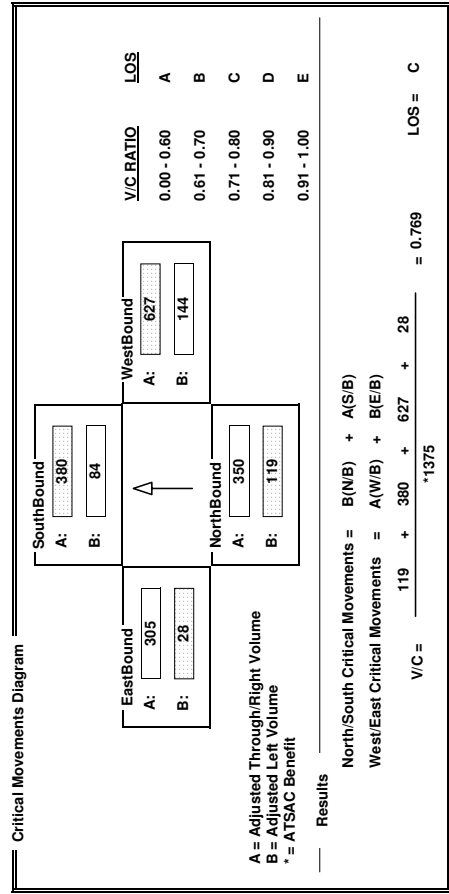 Critical Movements Diagram
SouthBound
A: 380
B: 84
EastBound
A: 305
B: 28
WestBound
A: 627
B: 144
NorthBound
A: 350
B: 119
V/C RATIO LOS
0.00 - 0.60 A
0.61 - 0.70 B
0.71 - 0.80 C
0.81 - 0.90 D
0.91 - 1.00 E
A = Adjusted Through/Right Volume
B = Adjusted Left Volume
* = ATSAC Benefit
Results
North/South Critical Movements = B(N/B) + A(S/B)
West/East Critical Movements = A(W/B) + B(E/B)
V/C = 119 + 380 + 627 + 28 = 0.769 LOS = C
*1375